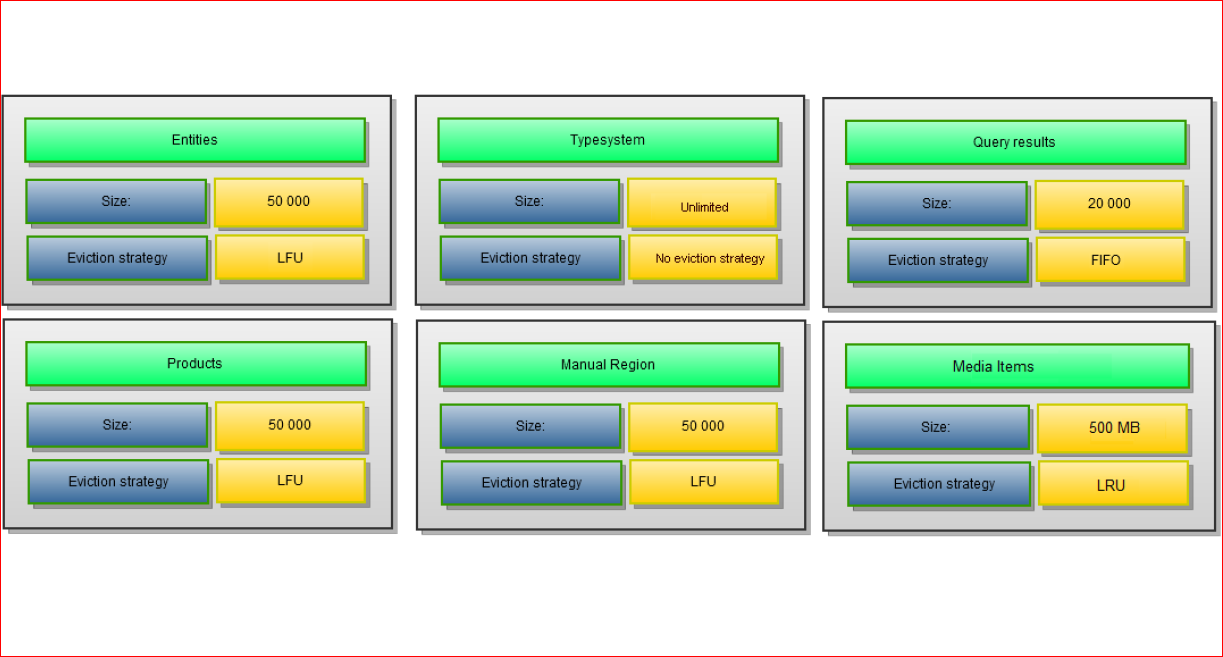 Entities
Size:
50 000
Eviction strategy
LFU
Typesystem
Size:
Unlimited
Eviction strategy
No eviction strategy
Query results
Size:
20 000
Eviction strategy
FIFO
Products
Size:
50 000
Eviction strategy
LFU
Manual Region
Size:
50 000
Eviction strategy
LFU
Media Items
Size:
500 MB
Eviction strategy
LRU